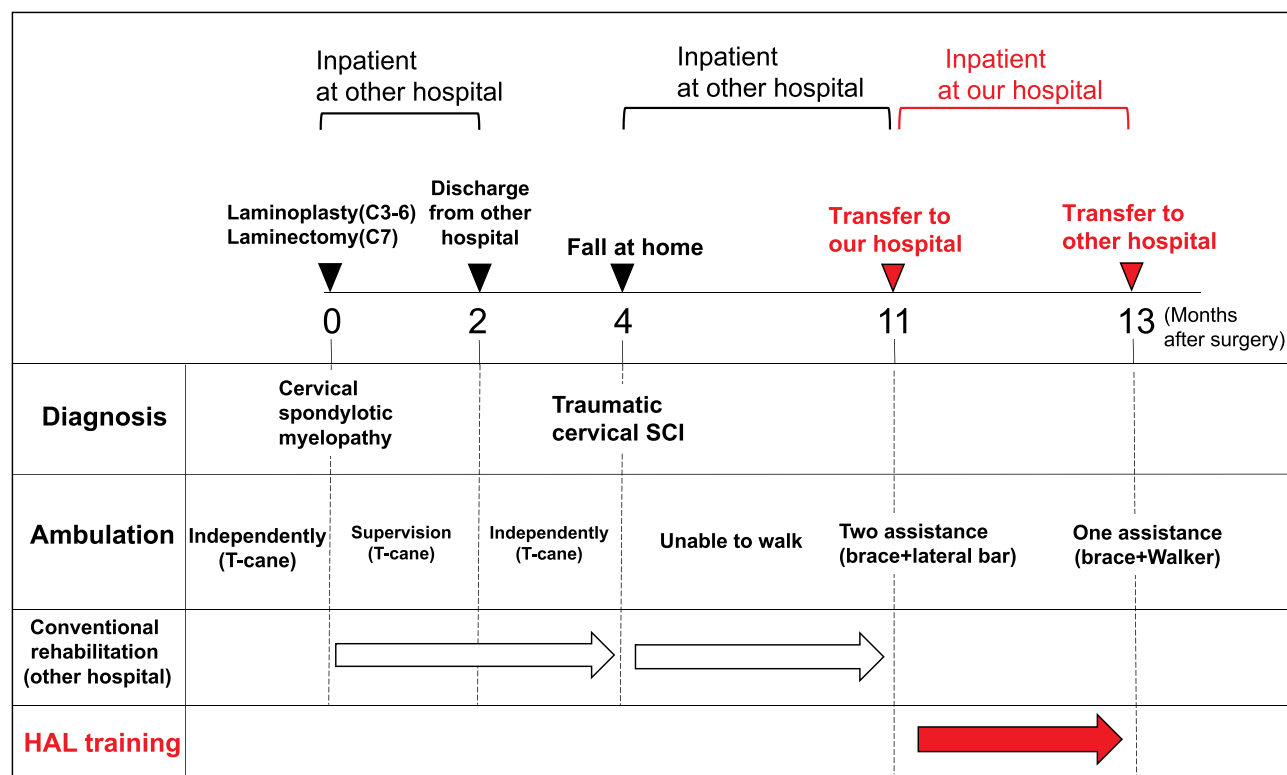 Inpatient
at other hospital
Inpatient
at other hospital
Inpatient
at our hospital
Laminoplasty(C3-6)
Laminectomy(C7)
Discharge
from other
hospital
Fall at home
Transfer to
our hospital
Transfer to
other hospital
0
2
4
11
13
(Months
after surgery)
Diagnosis
Cervical
spondylotic
myelopathy
Traumatic
cervical SCI
Ambulation
Independently
(T-cane)
Supervision
(T-cane)
Independently
(T-cane)
Unable to walk
Two assistance
(brace+lateral bar)
One assistance
(brace+Walker)
Conventional
rehabilitation
(other hospital)
HAL training